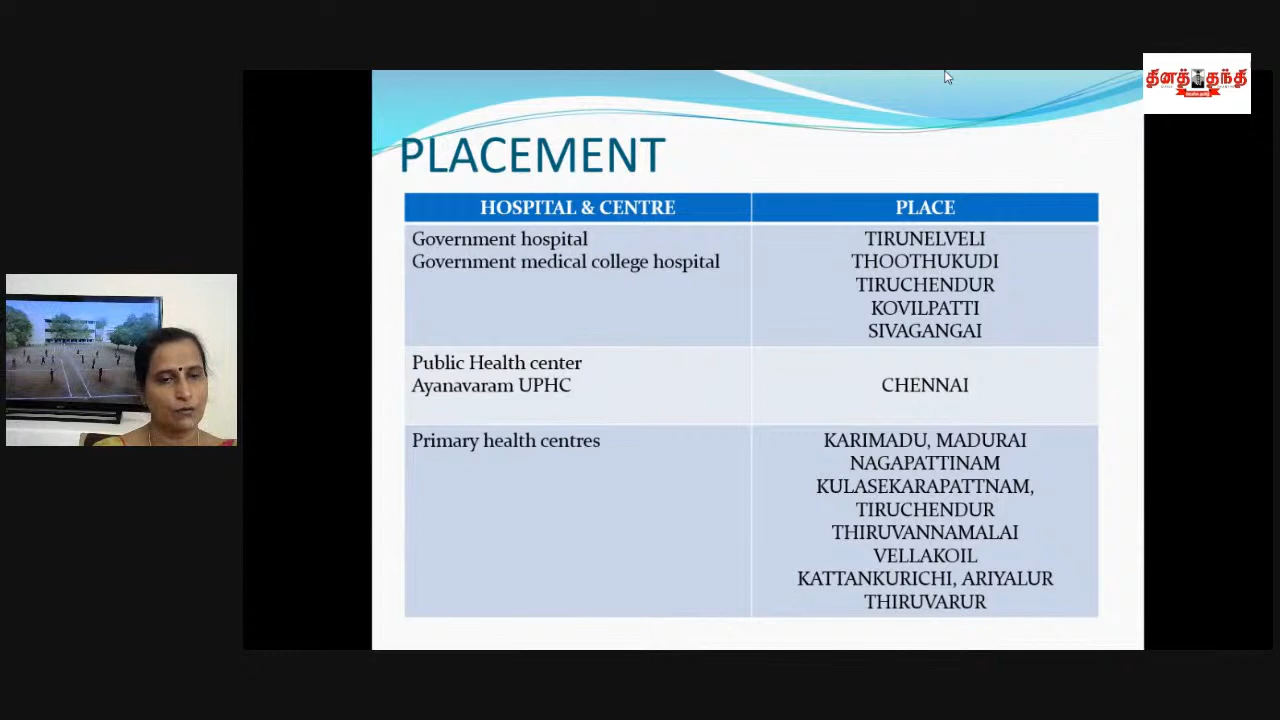 தினத்தந்தி
PLACEMENT
HOSPITAL & CENTRE
PLACE
Government hospital
Government medical college hospital
TIRUNELVELI
THOOTHUKUDI
TIRUCHENDUR
KOVILPATTI
SIVAGANGAI
Public Health center
Ayanavaram UPHC
CHENNAI
Primary health centres
KARIMADU, MADURAI
NAGAPATTINAM
KULASEKARAPATTNAM,
TIRUCHENDUR
THIRUVANNAMALAI
VELLAKOIL
KATTANKURICHI, ARIYALUR
THIRUVARUR